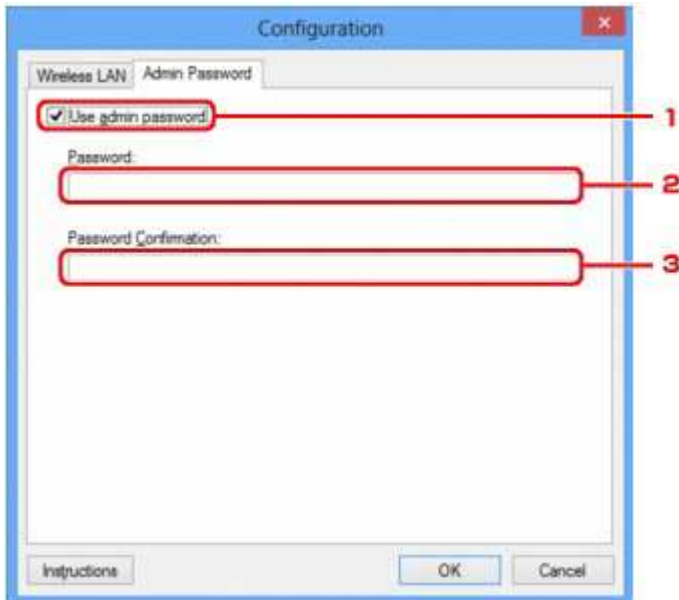 Configuration
Wireless LAN
Admin Password
Use admin password
1
Password:
2
Password Confirmation:
3
Instructions
OK
Cancel